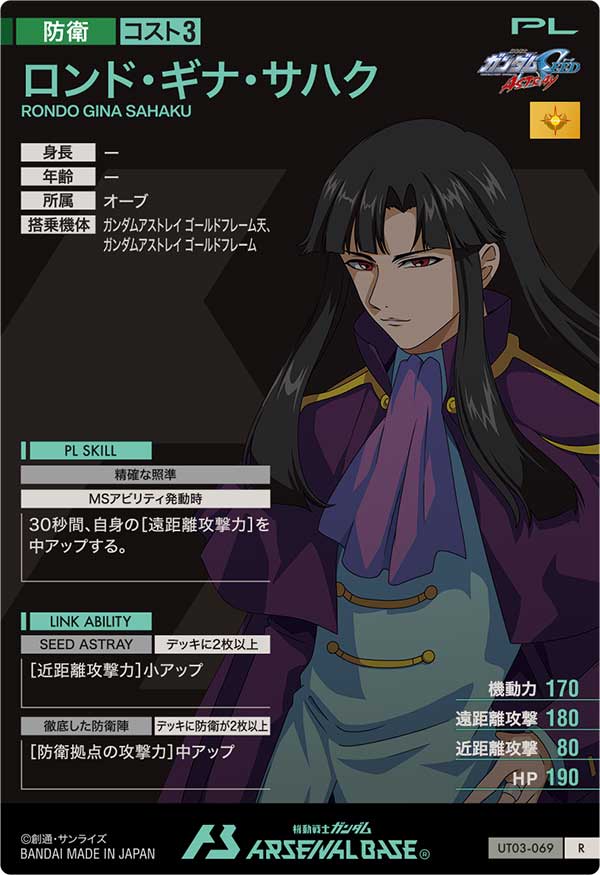 防衛 コスト3 PL
ロンド・ギナ・サハク
RONDO GINA SAHAKU
ガンダムSEED
ASTRAY
身長 ー
年齢 ー
所属 オーブ
搭乗機体 ガンダムアストレイ ゴールドフレーム天、
ガンダムアストレイ ゴールドフレーム
PL SKILL
精確な照準
MSアビリティ発動時
30秒間、自身の[遠距離攻撃力]を
中アップする。
LINK ABILITY
SEED ASTRAY デッキに2枚以上
[近距離攻撃力]小アップ
徹底した防衛陣 デッキに防衛が2枚以上
[防衛拠点の攻撃力]中アップ
機動力 170
遠距離攻撃 180
近距離攻撃 80
HP 190
©創通・サンライズ
BANDAI MADE IN JAPAN
機動戦士ガンダム
ARSENAL BASE®
UT03-069 R